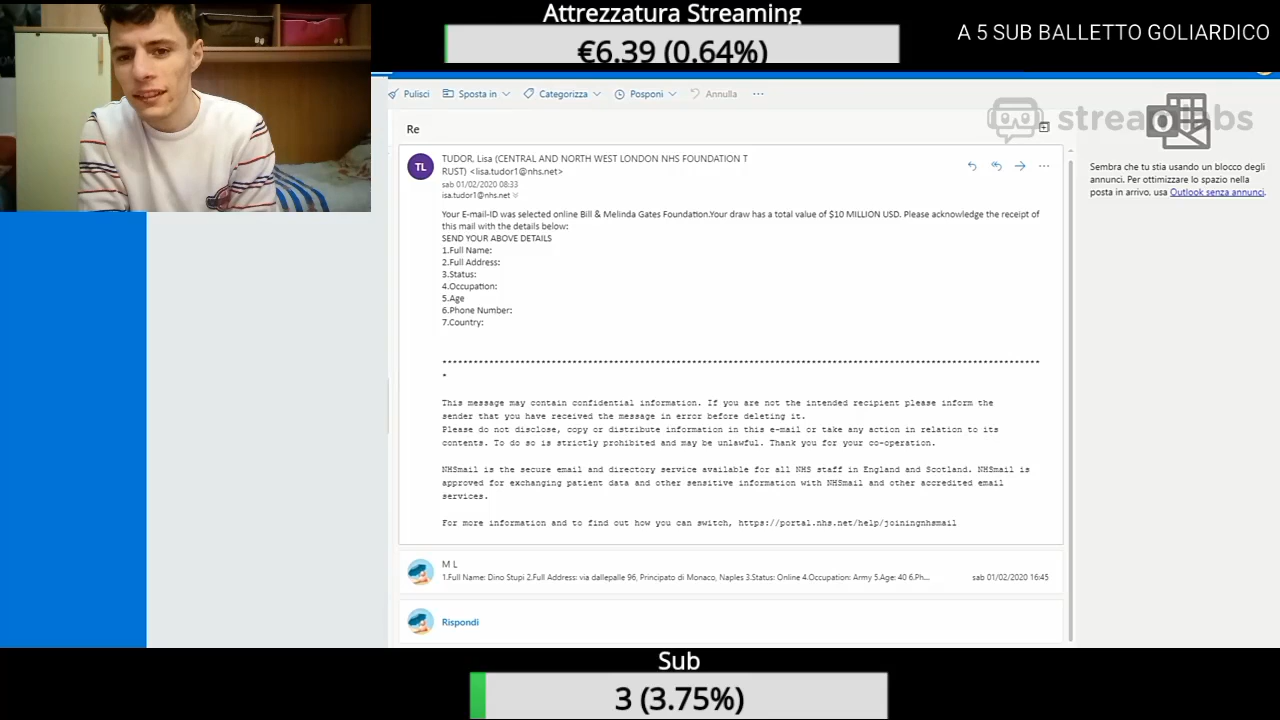 Attrezzatura Streaming
€6.39 (0.64%)
A 5 SUB BALLETTO GOLIARDICO
Pulisci Sposta in Categorizza Posponi Annulla
Re
streamlabs
TL
TUDOR, Lisa (CENTRAL AND NORTH WEST LONDON NHS FOUNDATION T
RUST) <lisa.tudor1@nhs.net>
sab 01/02/2020 08:33
isa.tudor1@nhs.net
Sembra che tu stia usando un blocco degli
annunci. Per ottimizzare lo spazio nella
posta in arrivo, usa Outlook senza annunci.
Your E-mail-ID was selected online Bill & Melinda Gates Foundation.Your draw has a total value of $10 MILLION USD. Please acknowledge the receipt of
this mail with the details below:
SEND YOUR ABOVE DETAILS
1.Full Name:
2.Full Address:
3.Status:
4.Occupation:
5.Age
6.Phone Number:
7.Country:
This message may contain confidential information. If you are not the intended recipient please inform the
sender that you have received the message in error before deleting it.
Please do not disclose, copy or distribute information in this e-mail or take any action in relation to its
contents. To do so is strictly prohibited and may be unlawful. Thank you for your co-operation.
NHSmail is the secure email and directory service available for all NHS staff in England and Scotland. NHSmail is
approved for exchanging patient data and other sensitive information with NHSmail and other accredited email
services.
For more information and to find out how you can switch, https://portal.nhs.net/help/joiningnhsmail
M L
1.Full Name: Dino Stupi 2.Full Address: via dallepalle 96, Principato di Monaco, Naples 3.Status: Online 4.Occupation: Army 5.Age: 40 6.Ph... sab 01/02/2020 16:45
Rispondi
Sub
3 (3.75%)